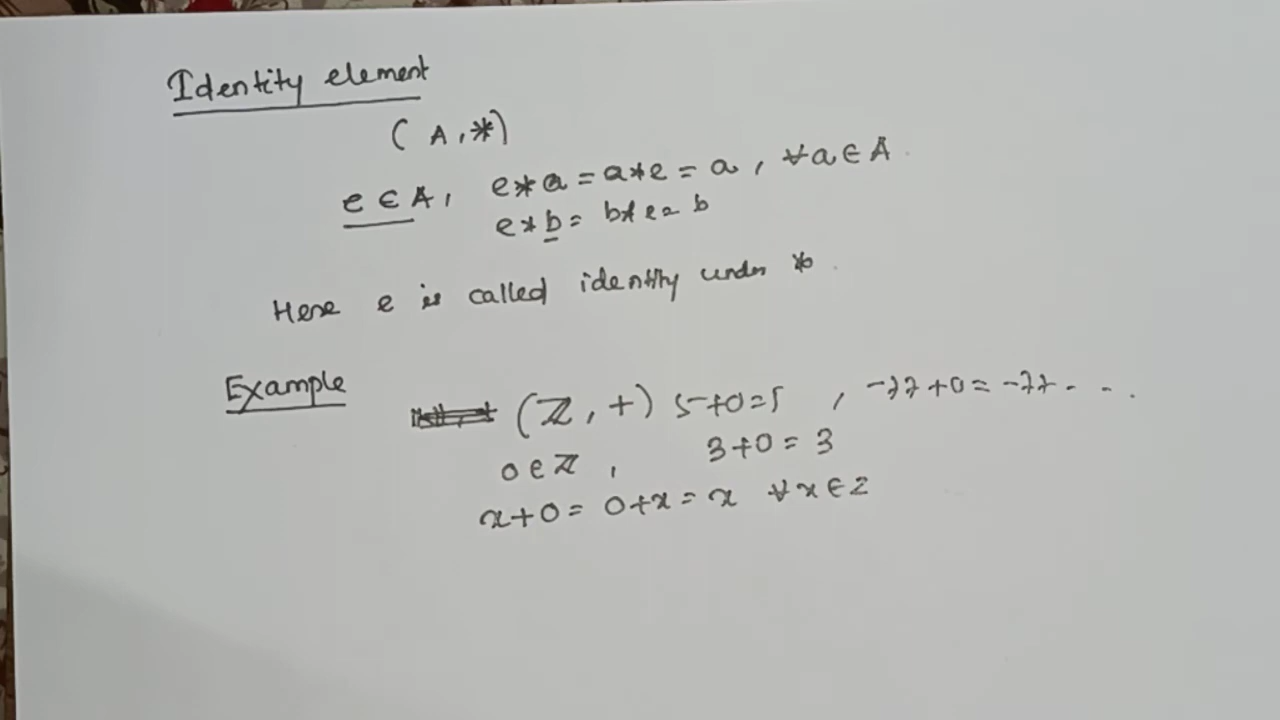 Identity element
(A, *)
e ∈ A, e * a = a * e = a, ∀ a ∈ A.
e * b = b * e = b
Here e is called identity under *.
Example
(ℤ, +) 5+0=5, -77+0=-77- - .
0 ∈ ℤ, 3+0=3
x+0 = 0+x = x ∀ x ∈ Z